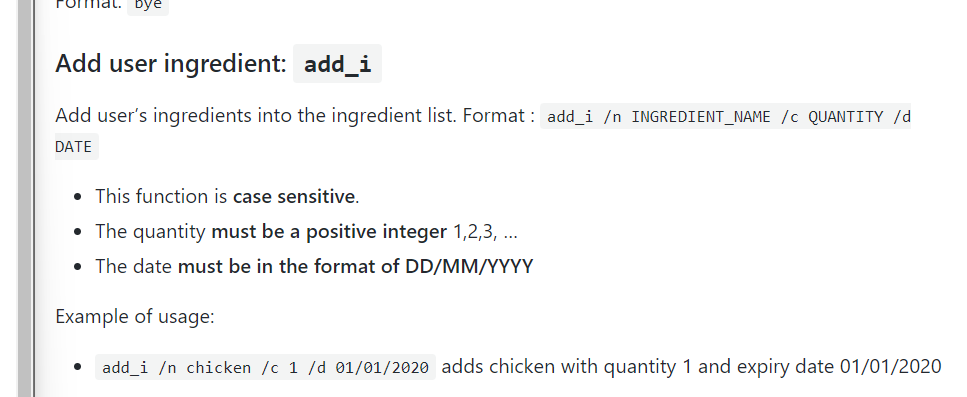 Format: bye
Add user ingredient: add_i
Add user’s ingredients into the ingredient list. Format : add_i /n INGREDIENT_NAME /c QUANTITY /d
DATE
• This function is case sensitive.
• The quantity must be a positive integer 1,2,3, …
• The date must be in the format of DD/MM/YYYY
Example of usage:
• add_i /n chicken /c 1 /d 01/01/2020 adds chicken with quantity 1 and expiry date 01/01/2020